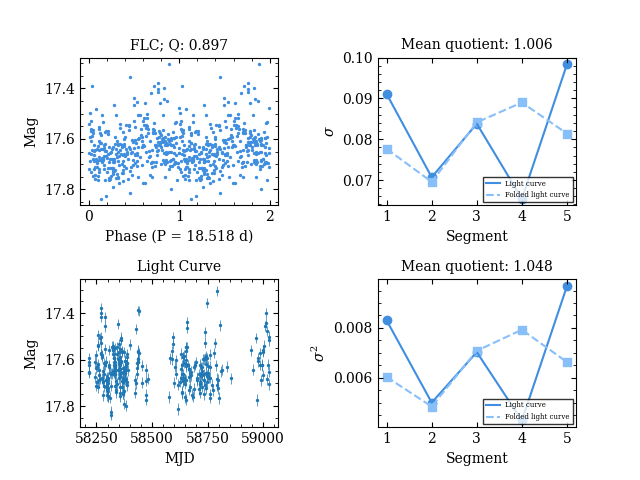 FLC; Q: 0.897
17.4
17.6
17.8
Mag
0
1
2
Phase (P = 18.518 d)
Mean quotient: 1.006
0.10
0.09
0.08
0.07
σ
Light curve
Folded light curve
1
2
3
4
5
Segment
Light Curve
17.4
17.6
17.8
Mag
58250
58500
58750
59000
MJD
Mean quotient: 1.048
0.008
0.006
σ²
Light curve
Folded light curve
1
2
3
4
5
Segment